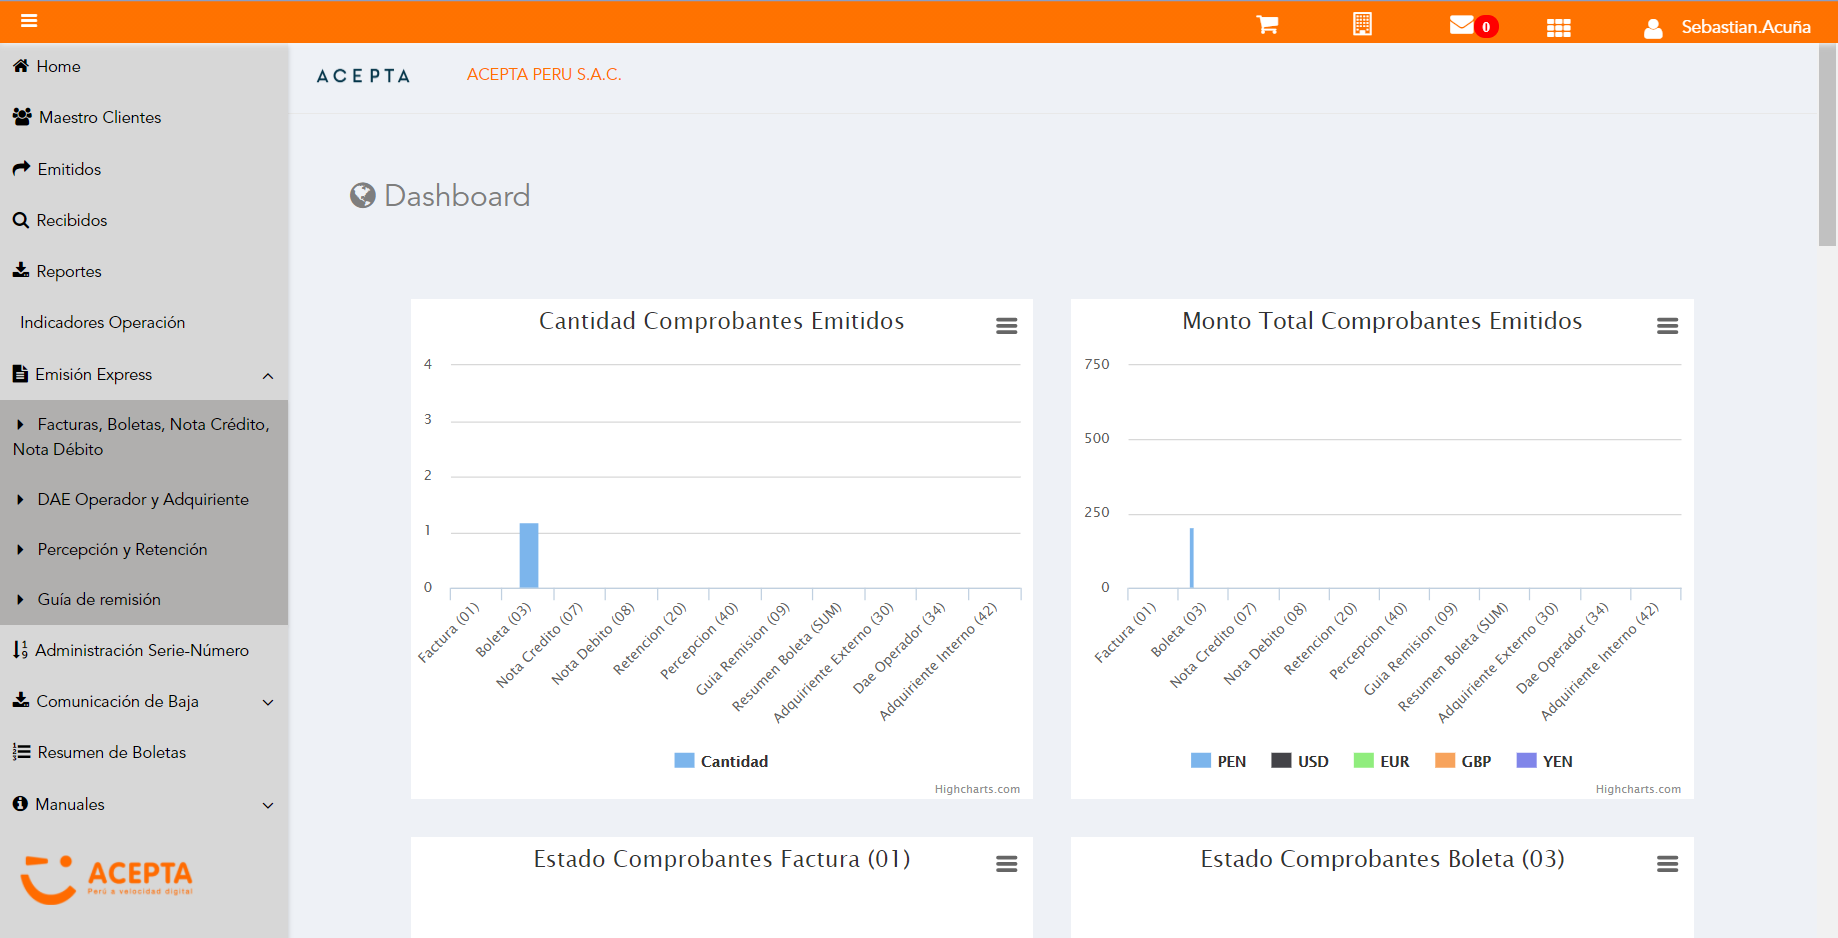 0
Sebastian.Acuña
Home
Maestro Clientes
Emitidos
Recibidos
Reportes
Indicadores Operación
Emisión Express
Facturas, Boletas, Nota Crédito,
Nota Débito
DAE Operador y Adquiriente
Percepción y Retención
Guía de remisión
Administración Serie-Número
Comunicación de Baja
Resumen de Boletas
Manuales
ACEPTA
Perú a velocidad digital
ACEPTA
ACEPTA PERU S.A.C.
Dashboard
Cantidad Comprobantes Emitidos
4
3
2
1
0
Factura (01)
Boleta (03)
Nota Credito (07)
Nota Debito (08)
Retencion (20)
Percepcion (40)
Guia Remision (09)
Resumen Boleta (SUM)
Adquiriente Externo (30)
Dae Operador (34)
Adquiriente Interno (42)
Cantidad
Highcharts.com
Monto Total Comprobantes Emitidos
750
500
250
0
Factura (01)
Boleta (03)
Nota Credito (07)
Nota Debito (08)
Retencion (20)
Percepcion (40)
Guia Remision (09)
Resumen Boleta (SUM)
Adquiriente Externo (30)
Dae Operador (34)
Adquiriente Interno (42)
PEN USD EUR GBP YEN
Highcharts.com
Estado Comprobantes Factura (01)
Estado Comprobantes Boleta (03)